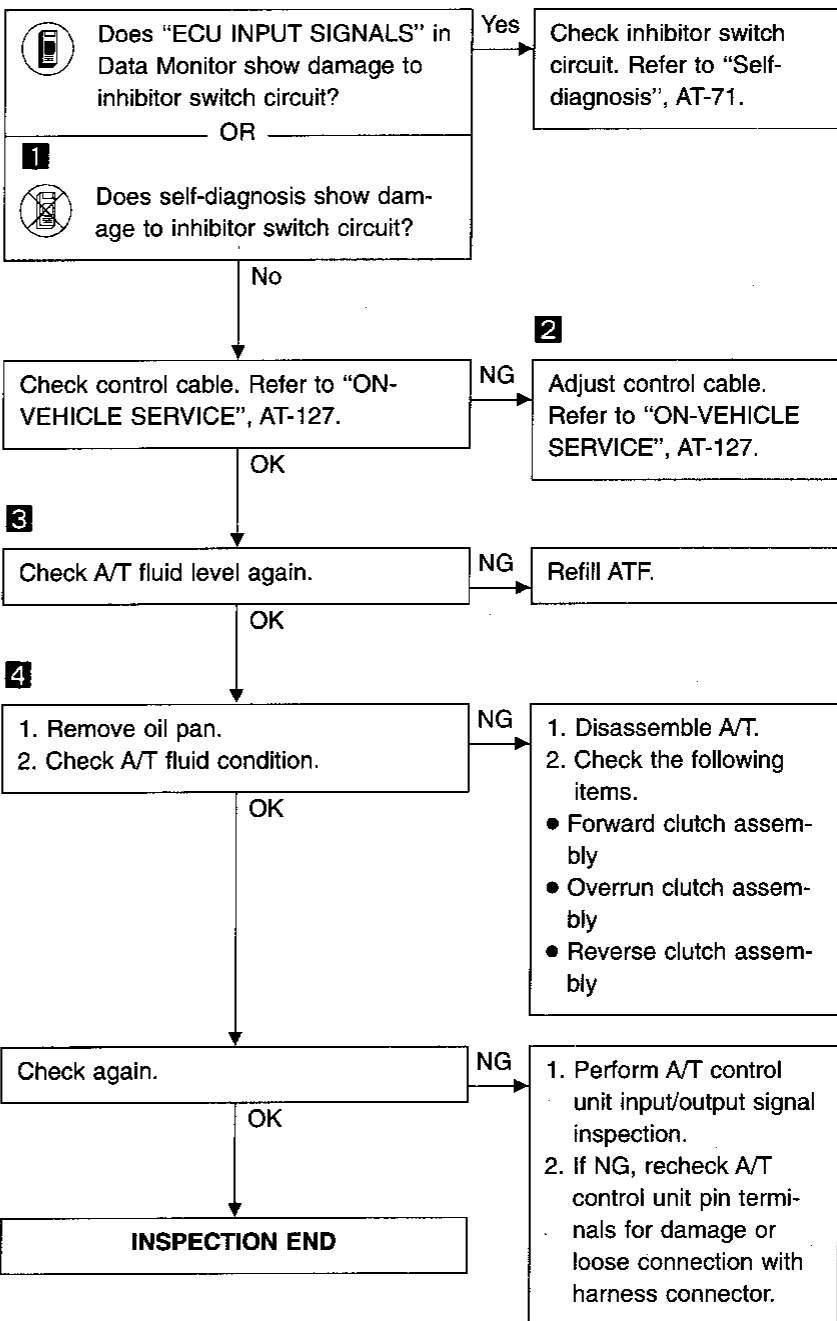 Does “ECU INPUT SIGNALS” in
Data Monitor show damage to
inhibitor switch circuit?
OR
1
Does self-diagnosis show dam-
age to inhibitor switch circuit?
Yes
Check inhibitor switch
circuit. Refer to “Self-
diagnosis”, AT-71.
No
Check control cable. Refer to “ON-
VEHICLE SERVICE”, AT-127.
NG
2
Adjust control cable.
Refer to “ON-VEHICLE
SERVICE”, AT-127.
OK
3
Check A/T fluid level again.
NG
Refill ATF.
OK
4
1. Remove oil pan.
2. Check A/T fluid condition.
NG
1. Disassemble A/T.
2. Check the following
items.
● Forward clutch assem-
bly
● Overrun clutch assem-
bly
● Reverse clutch assem-
bly
OK
Check again.
NG
1. Perform A/T control
unit input/output signal
inspection.
2. If NG, recheck A/T
control unit pin termi-
nals for damage or
loose connection with
harness connector.
OK
INSPECTION END